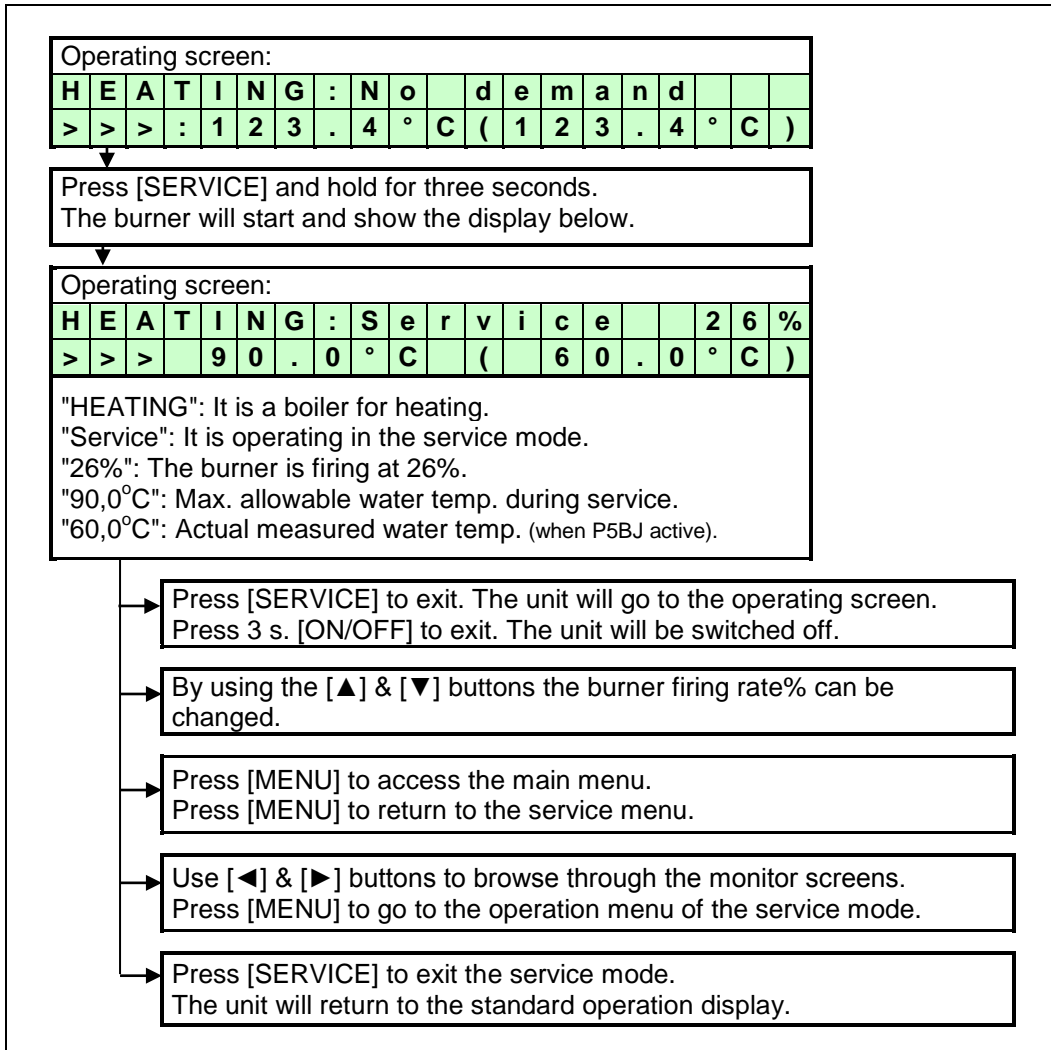 Operating screen:
HEATING:No demand
>>>:123.4°C(123.4°C)
Press [SERVICE] and hold for three seconds.
The burner will start and show the display below.
Operating screen:
HEATING:Service 26%
>>> 90.0°C ( 60.0°C)
"HEATING": It is a boiler for heating.
"Service": It is operating in the service mode.
"26%": The burner is firing at 26%.
"90,0°C": Max. allowable water temp. during service.
"60,0°C": Actual measured water temp. (when P5BJ active).
Press [SERVICE] to exit. The unit will go to the operating screen.
Press 3 s. [ON/OFF] to exit. The unit will be switched off.
By using the [▲] & [▼] buttons the burner firing rate% can be
changed.
Press [MENU] to access the main menu.
Press [MENU] to return to the service menu.
Use [◄] & [►] buttons to browse through the monitor screens.
Press [MENU] to go to the operation menu of the service mode.
Press [SERVICE] to exit the service mode.
The unit will return to the standard operation display.